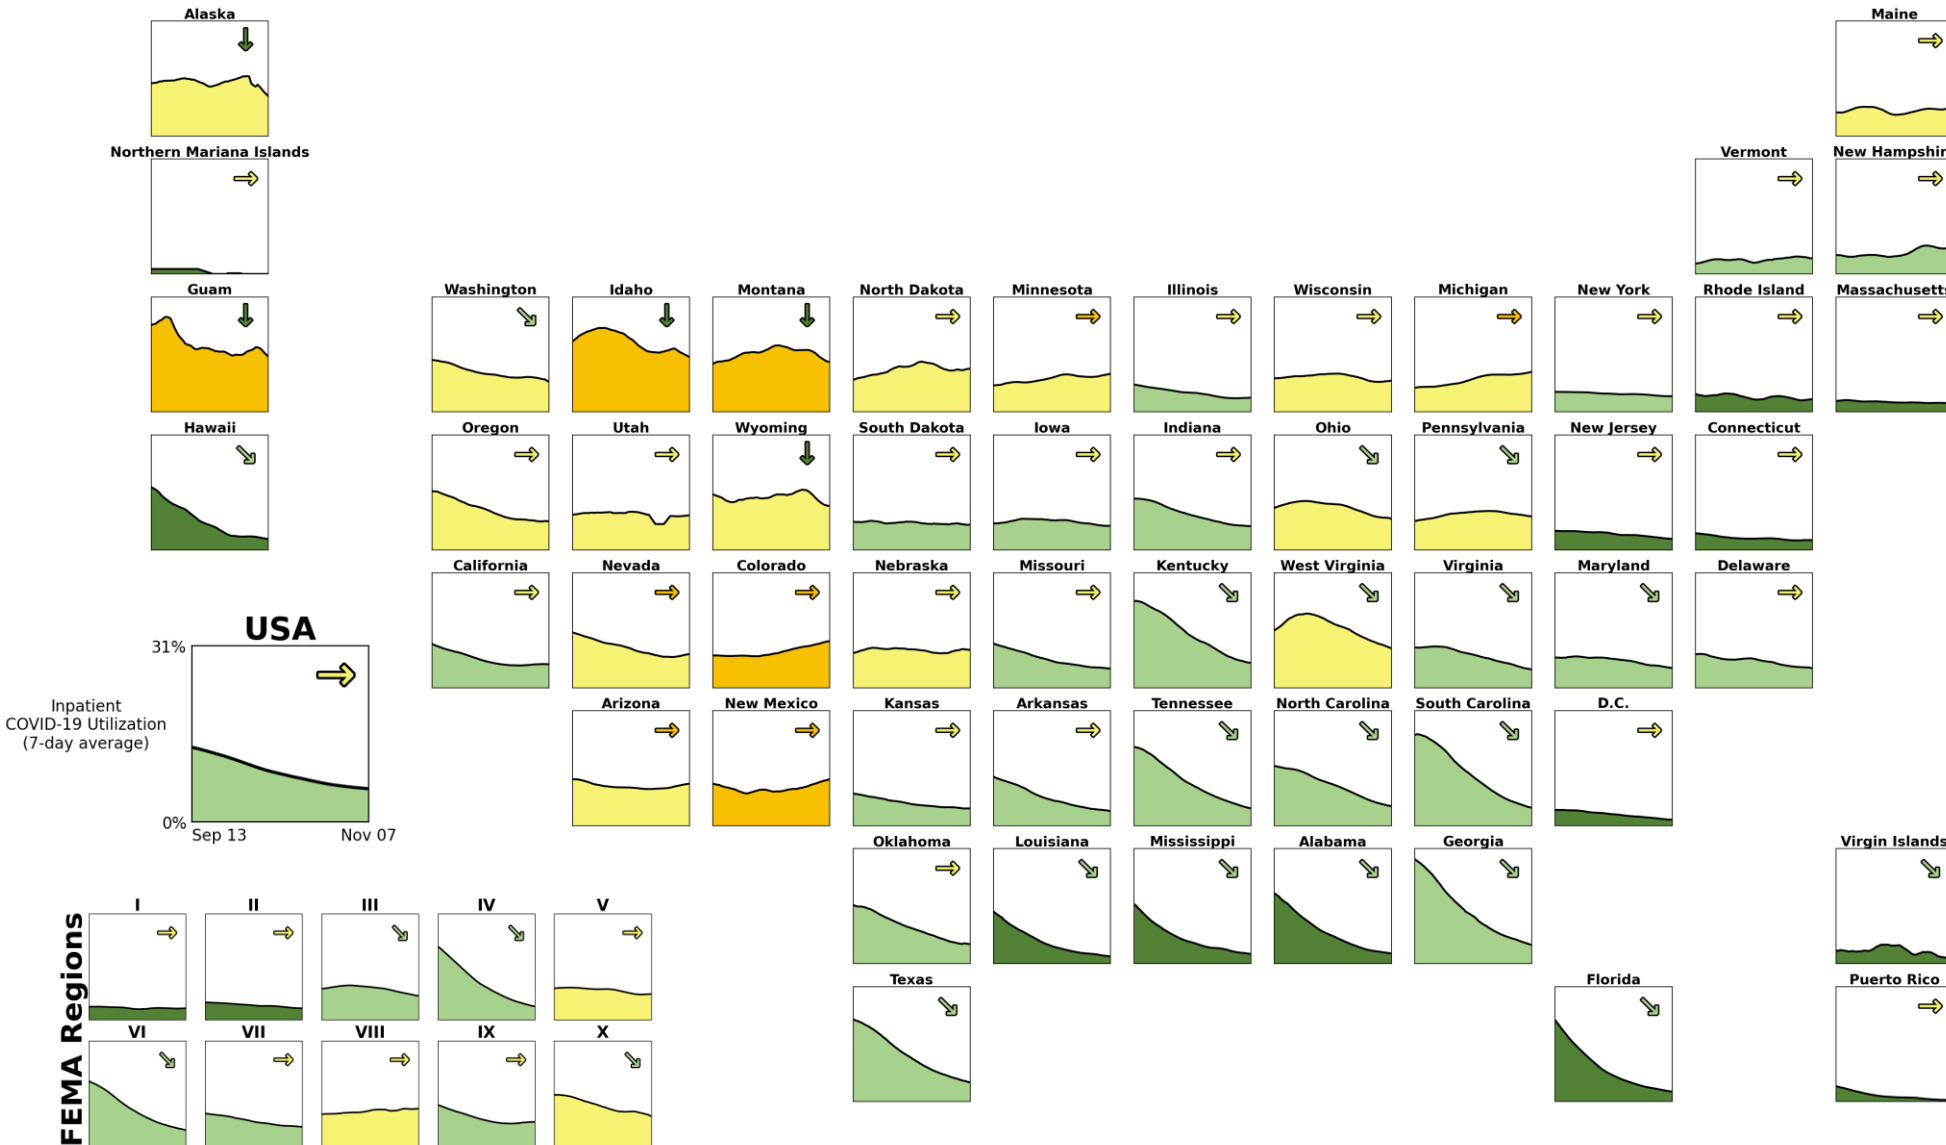 Alaska
Maine
Northern Mariana Islands
Vermont
New Hampshir
Guam
Washington
Idaho
Montana
North Dakota
Minnesota
Illinois
Wisconsin
Michigan
New York
Rhode Island
Massachusetts
Hawaii
Oregon
Utah
Wyoming
South Dakota
Iowa
Indiana
Ohio
Pennsylvania
New Jersey
Connecticut
California
Nevada
Colorado
Nebraska
Missouri
Kentucky
West Virginia
Virginia
Maryland
Delaware
USA
31%
Inpatient
COVID-19 Utilization
(7-day average)
0%
Sep 13
Nov 07
Arizona
New Mexico
Kansas
Arkansas
Tennessee
North Carolina
South Carolina
D.C.
Oklahoma
Louisiana
Mississippi
Alabama
Georgia
Virgin Islands
Texas
Florida
Puerto Rico
FEMA Regions
I
II
III
IV
V
VI
VII
VIII
IX
X